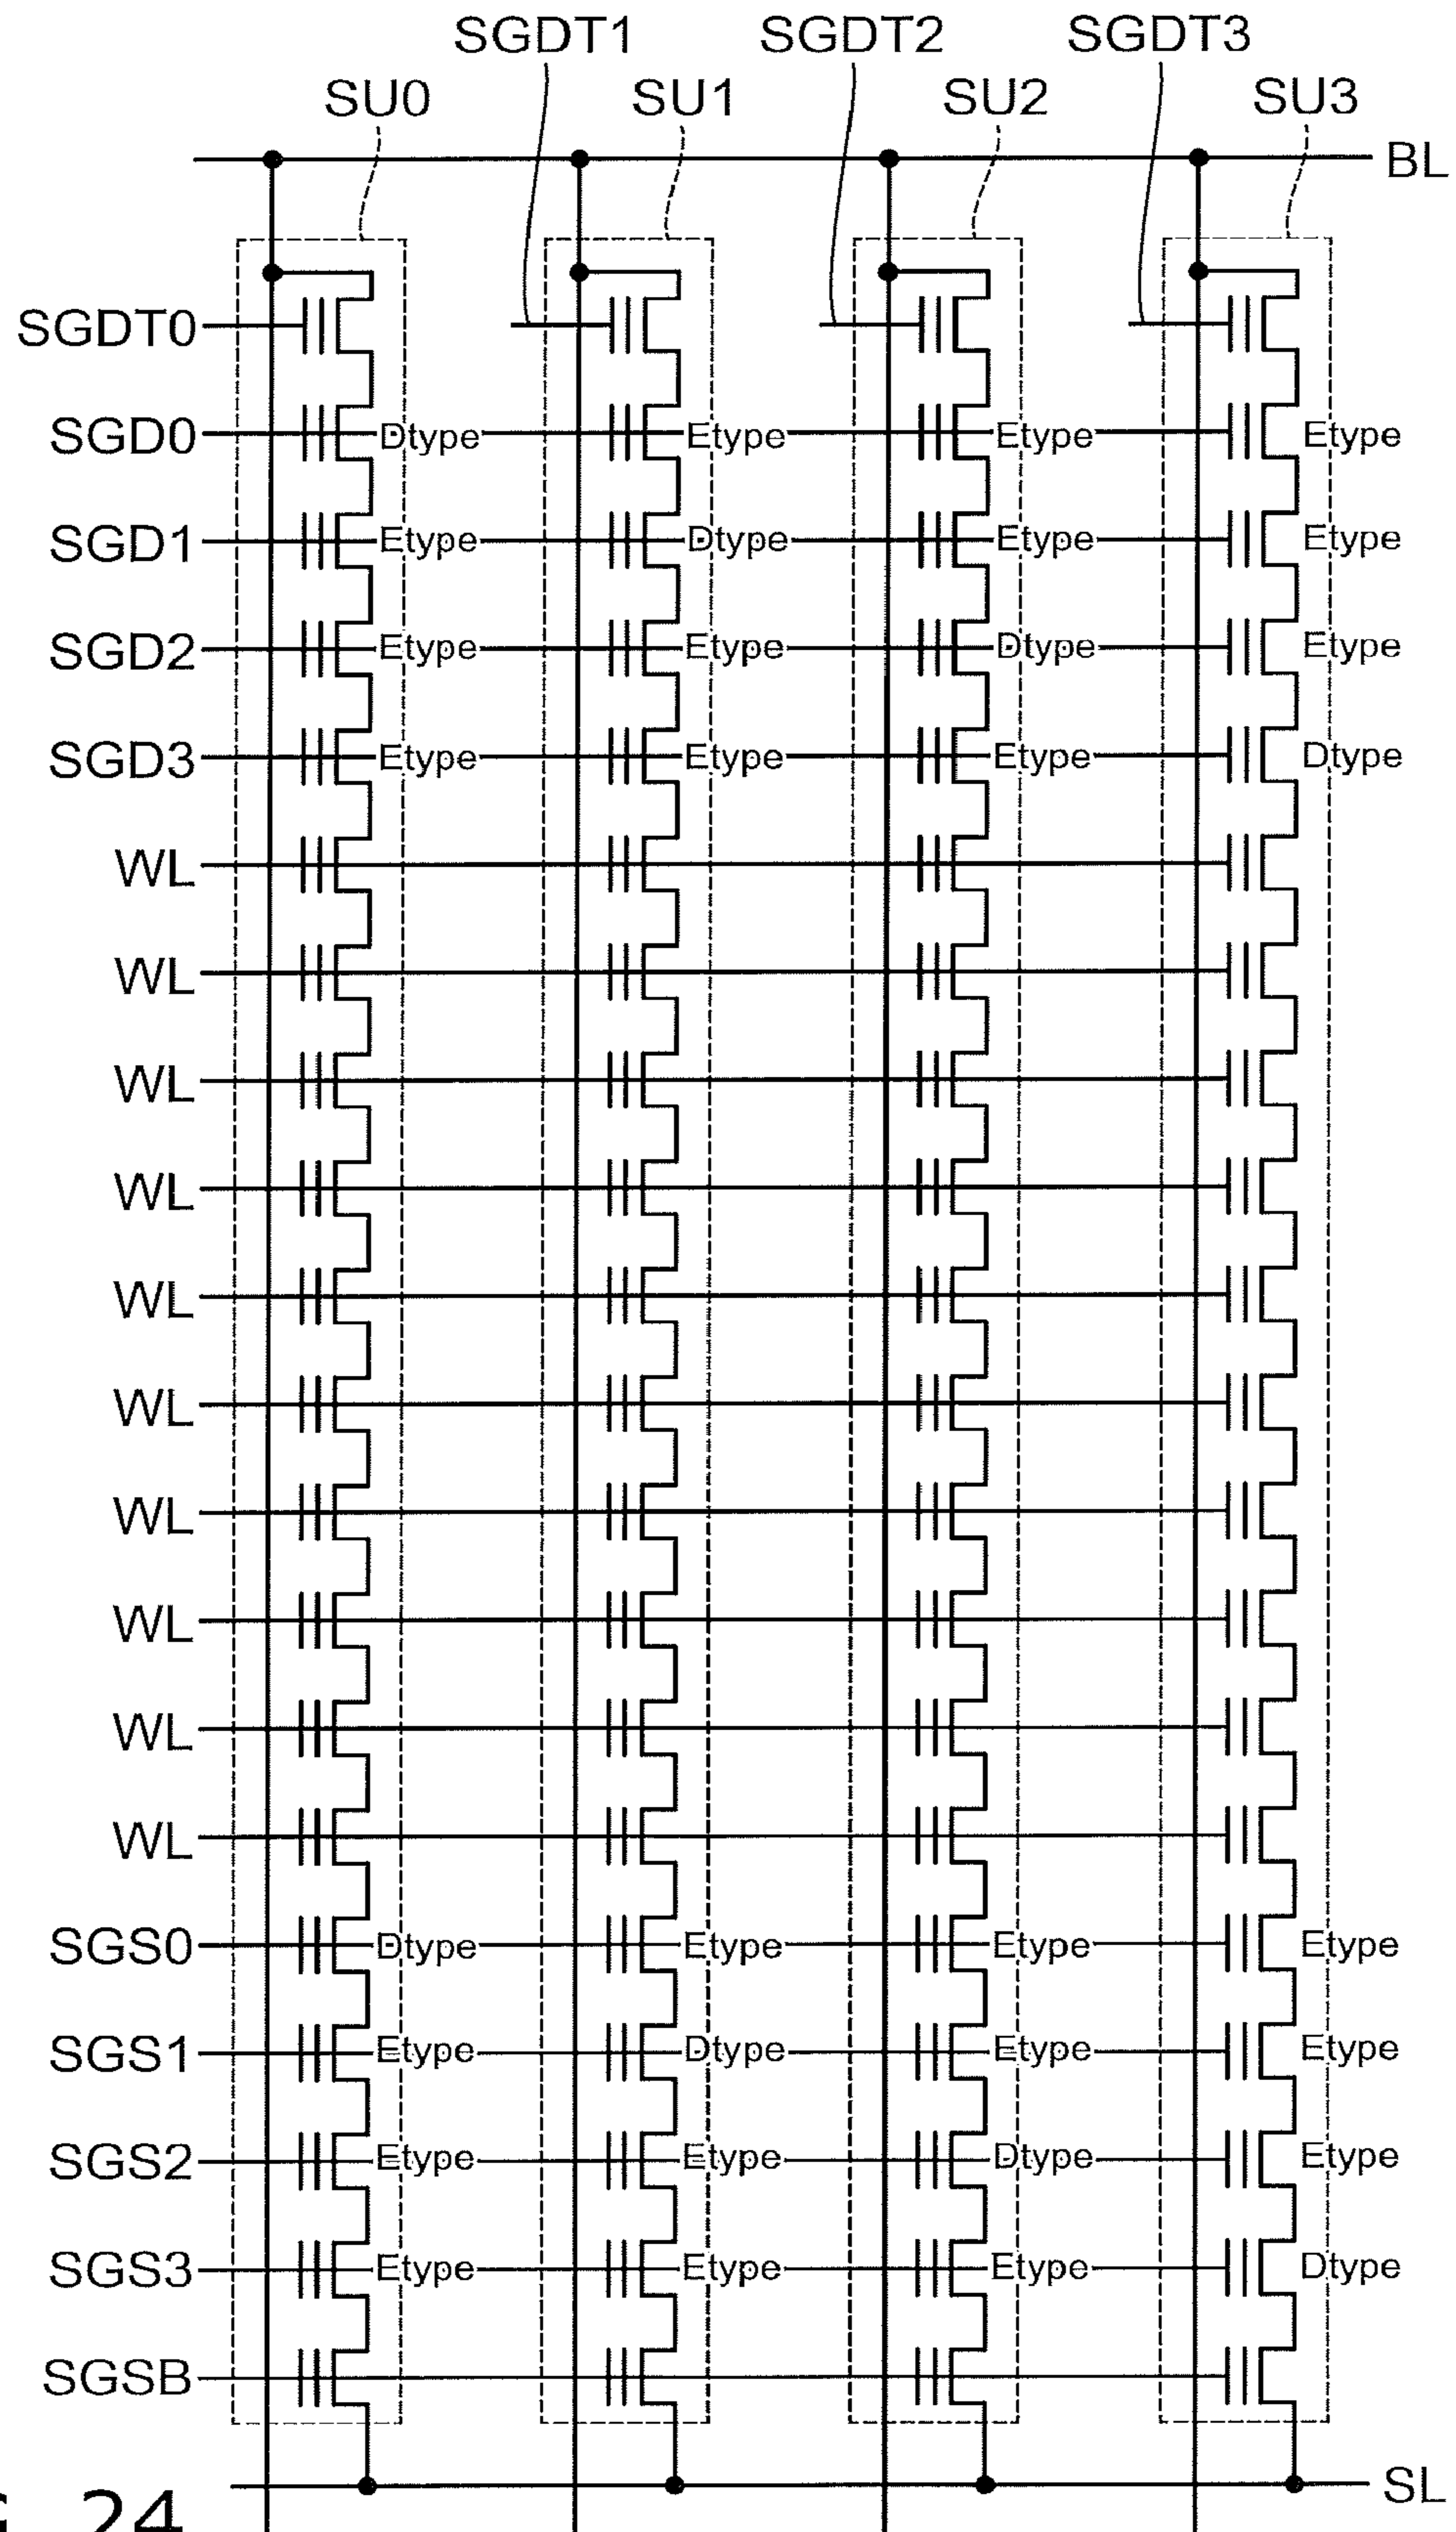 SGDT1 SGDT2 SGDT3
SU0 SU1 SU2 SU3
BL
SGDT0
SGD0 Dtype Etype Etype Etype
SGD1 Etype Dtype Etype Etype
SGD2 Etype Etype Dtype Etype
SGD3 Etype Etype Etype Dtype
WL
WL
WL
WL
WL
WL
WL
WL
WL
WL
SGS0 Dtype Etype Etype Etype
SGS1 Etype Dtype Etype Etype
SGS2 Etype Etype Dtype Etype
SGS3 Etype Etype Etype Dtype
SGSB
SL
24